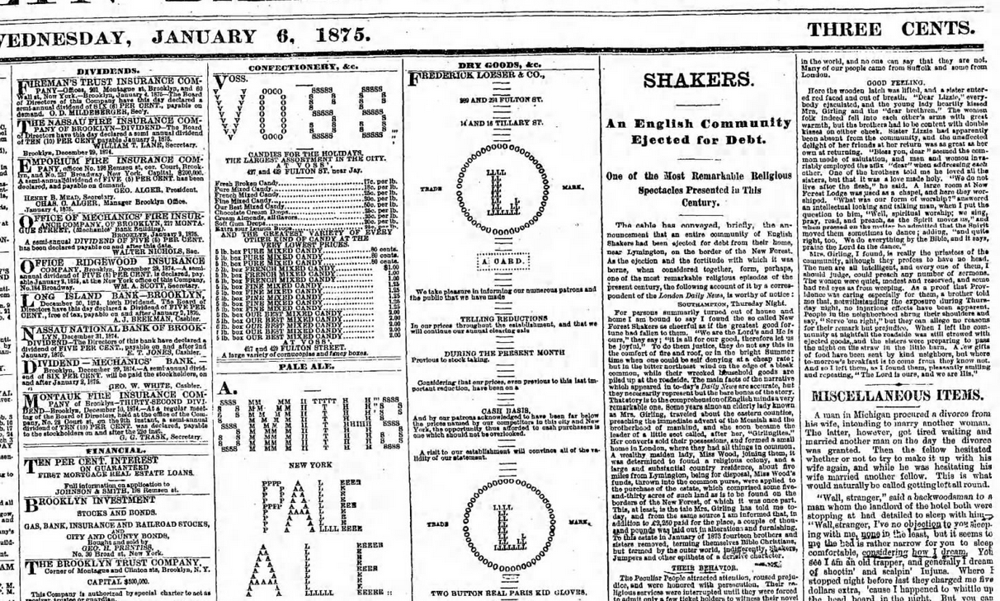 WEDNESDAY, JANUARY 6, 1875.
THREE CENTS.
DIVIDENDS.
FIREMAN'S TRUST INSURANCE COM-
PANY—Offices, 201 Montague st, Brooklyn, and 60
Wall st, New York.—Brooklyn, January 4, 1875—The Board
of Directors of this Company have this day declared a
semi-annual dividend of SIX (6) PER CENT., payable on
demand. O. D. MILDEBERGER, Sec'y.
THE NASSAU FIRE INSURANCE COM-
PANY OF BROOKLYN—DIVIDEND—The Board
of Directors have this day declared a semi annual dividend
of TEN (10) PER CENT payable January 2, 1875.
WILLIAM T. LANE, Secretary.
Brooklyn, December 29, 1874.
EMPORIUM FIRE INSURANCE COM-
PANY, offices No. 198 Remsen st, cor. Court, Brook-
lyn, and No. 237 Broadway, New York. Capital, $200,000.
A semi-annual dividend of FIVE (5) PER CENT. has been
declared, and payable on demand.
GEO. ALGER, President.
HENRY B. MEAD, Secretary.
CHAS. O. ALGER, Manager Brooklyn Office.
January 4, 1875.
OFFICE OF MECHANICS' FIRE INSUR-
ANCE COMPANY, OF BROOKLYN, 217 MONTA-
GUE STREET, (Mechanics' Bank Building)
BROOKLYN, January 2, 1875.
A semi-annual DIVIDEND OF FIVE (5) PER CENT.
has been declared payable on and after this date.
WALTER NICHOLS, Sec.
OFFICE RIDGEWOOD INSURANCE
COMPANY, Brooklyn, December 29, 1874.—A semi-
annual dividend of FIVE (5) PER CENT. is declared, pay-
able January 2, 1875, at the New York office of this Company,
No. 184 Broadway. WM. A. SCOTT, Secretary.
LONG ISLAND BANK—BROOKLYN,
December 30, 1874. 100th Dividend. The Board of
Directors have this day declared a Dividend of FIVE PER
CENT., free of tax, payable on and after January 2, 1875.
A. J. BEEKMAN, Cashier.
NASSAU NATIONAL BANK OF BROOK-
LYN, December 31, 1874.
DIVIDEND—The Directors of this bank have declared a
dividend of FIVE PER CENT., payable on and after 2nd
January, 1875. E. T. JONES, Cashier.
DIVIDEND—MECHANICS' BANK,
Brooklyn, December 29, 1874.—A semi-annual divid-
end of SIX PER CENT. will be paid the stockholders, on
and after January 2, 1875.
GEO. W. WHITE, Cashier.
MONTAUK FIRE INSURANCE COM-
PANY of Brooklyn—THIRTY-SECOND DIVI-
DEND—Brooklyn, December 10, 1874—At a regular meet-
ing of the Board of Directors, held at the office of the Com-
pany, No. 28 Court st, on the 9th instant, a semi-annual
dividend of TEN (10) PER CENT. was declared, payable
to the stockholders on and after the 2nd inst.
G. G. TRASK, Secretary.
FINANCIAL.
TEN PER CENT. INTEREST
ON GUARANTEED
FIRST MORTGAGE REAL ESTATE LOANS.
Full information on application to
JOHNSON & SMITH, 198 Remsen st.
BROOKLYN INVESTMENT
STOCKS AND BONDS.
GAS, BANK, INSURANCE AND RAILROAD STOCKS,
AND
CITY AND COUNTY BONDS,
Bought and sold by
GEO. H. PRENTISS,
No. 30 Broad st, New York.
THE BROOKLYN TRUST COMPANY,
Corner of Montague and Clinton sts, Brooklyn, N. Y.
CAPITAL $500,000.
This Company is authorized by special charter to act as
receiver, trustee or guardian.
CONFECTIONERY, &c.
VOSS.
VOSS
CANDIES FOR THE HOLIDAYS.
THE LARGEST ASSORTMENT IN THE CITY.
AT VOSS',
427 and 429 FULTON ST. near Jay.
Fresh Broken Candy 17c. per lb.
Pure Mixed Candy 18c. per lb.
French Mixed Candy
Fine Mixed Candy
Our Best Mixed Candy
Chocolate Cream Drops
Cream Almonds, all flavors
Soft Gum Drops
Extra sour Lemon Drops
AND THE GREATEST VARIETY OF EVERY
OTHER KIND OF CANDY AT THE
VERY LOWEST PRICES.
5 lb. box PURE MIXED CANDY 80 cents.
5 lb. box PURE MIXED CANDY 80 cents.
5 lb. box PURE MIXED CANDY 80 cents.
5 lb. box FRENCH MIXED CANDY $1.00
5 lb. box FRENCH MIXED CANDY 1.00
5 lb. box FRENCH MIXED CANDY 1.00
5 lb. box FINE MIXED CANDY 1.25
5 lb. box FINE MIXED CANDY 1.25
5 lb. box FINE MIXED CANDY 1.25
5 lb. box OUR BEST MIXED CANDY 2.00
5 lb. box OUR BEST MIXED CANDY 2.00
5 lb. box OUR BEST MIXED CANDY 2.00
5 lb. box OUR BEST MIXED CANDY 2.00
AT VOSS',
427 and 429 FULTON STREET.
A large variety of cornucopias and fancy boxes.
PALE ALE.
A.
SMITH'S
NEW YORK
PALE
ALE
DRY GOODS, &c.
FREDERICK LOESER & CO.,
289 AND 291 FULTON ST.
14 AND 16 TILLARY ST.
TRADE L MARK.
A CARD.
We take pleasure in informing our numerous patrons and
the public that we have made
TELLING REDUCTIONS
In our prices throughout the establishment, and that we
will continue our annual clearing sale
DURING THE PRESENT MONTH
Previous to stock taking.
Considering that our prices, even previous to this last im-
portant reduction, have been on a
CASH BASIS,
And by our patrons acknowledged to have been far below
the prices named by our competitors in this city and New
York, the opportunity thus afforded to cash purchasers is
one which should not be overlooked.
A visit to our establishment will convince all of the va-
lidity of our statement.
TRADE L MARK.
TWO BUTTON REAL PARIS KID GLOVES.
SHAKERS.
An English Community
Ejected for Debt.
One of the Most Remarkable Religious
Spectacles Presented in This
Century.
The cable has conveyed, briefly, the an-
nouncement that an entire community of English
Shakers had been ejected for debt from their home,
near Lymington, on the border of the New Forest.
As the ejection and the fortitude with which it was
borne, when considered together, form, perhaps,
one of the most remarkable religious episodes of the
present century, the following account of it by a corres-
pondent of the London Daily News, is worthy of notice:
SOUTHAMPTON, Thursday Night.
For persons summarily turned out of house and
home I am bound to say I found the so called New
Forest Shakers as cheerful as if the greatest good for-
tune had fallen to them. "We are the Lord's and He is
ours," they say; "it is all for our good, therefore let us
be joyful." To do them justice, they do not say this in
the comfort of fire and roof, or in the bright Summer
time when one could be self denying at a cheap rate;
but in the bitter northeast wind on the edge of a bleak
common, while their wrecked household goods are
piled up at the roadside. The main facts of the narrative
which appeared in to-day's Daily News are accurate, but
they necessarily represent but the bare bones of the story.
That story is to the comprehension of English minds a very
remarkable one. Some years since an elderly lady known
as Mrs. Girling, traveled about the eastern counties,
preaching the immediate advent of the Messiah and the
brotherhood of mankind, and she soon became the
leader of a little sect called, after her, "Girlingites."
Her converts sold their possessions, and formed a small
home in London, where they had all things in common.
A wealthy maiden lady, Miss Wood, joining them, it
was determined to found a religious colony, and a
large and substantial country residence, about five
miles from Lymington, being for disposal, Miss Wood's
funds, thrown into the common purse, were applied to
the purchase of the estate, which comprised some five-
and-thirty acres of such land as is to be found on the
borders of the New Forest, of which it was once part.
This, at least, is the tale Mrs. Girling has told me to-
day, and from the same source I am informed that, in
addition to £2,250 paid for the place, a couple of thou-
sand pounds was laid out in alterations and furnishing.
To this estate in January of 1873 fourteen brothers and
sisters removed, terming themselves Bible Christians,
but termed by the outer world, indifferently, Shakers,
Jumpers and other epithets of a derisive character.
THEIR BEHAVIOR.
The Peculiar People attracted attention, roused preju-
dice, and were honored with persecution. Their re-
ligious services were interrupted until they were forced
to admit only a few ticket holders to witness their novel
in the world, and no one can say that they are not.
Many of our people came from Suffolk and some from
London.
GOOD FEELING.
Here the wooden latch was lifted, and a sister enter-
ed red faced and out of breath. "Dear Lizzie," every-
body ejaculated, and the young lady heartily kissed
Mrs. Girling and the "dear brethren." The women
folk indeed fell into each other's arms with great
warmth, but the brothers had to be content with double
kisses on either cheek. Sister Lizzie had apparently
been absent from the community, and the unaffected
delight of her friends at her return was as great as her
own at returning. "Bless you, dear" seemed the com-
mon mode of salutation, and men and women inva-
riably employed the affix "dear" when addressing each
other. One of the brothers told me he loved all the
sisters, but that it was a love made holy. "We do not
live after the flesh," he said. A large room at New
Forest Lodge was used as a chapel, and here they wor-
shipped. "What was our form of worship?" answered
an intellectual looking and talking man, when I put the
question to him, "Well, spiritual worship; we sing,
pray, read, and preach, as the Spirit moves us," and
when pressed on the matter he admitted that the Spirit
moved them sometimes to dance; adding, "and quite
right, too. We do everything by the Bible, and it says,
praise the Lord in the dance."
Mrs. Girling, I found, is really the priestess of the
community, although they profess to have no head.
The men are all intelligent, and every one of them, I
should judge, could preach any number of sermons.
The women were quiet, modest and reserved, and some
had red eyes as from weeping. As a proof that Prov-
idence was caring especially for them, a brother told
me that, notwithstanding the exposure during Thurs-
day night, no injurious effects have been apparent.
People in the neighborhood shrug their shoulders and
say, "Serve 'em right," but they can allege no reasons
for their remark but prejudice. When I left the com-
munity at nightfall the roadside was still strewed with
ejected goods, and the sisters were preparing to pass
the night on the straw in the little barn. A few gifts
of food have been sent by kind neighbors, but where
to-morrow's breakfast is to come from they know not.
And so I left them, as I found them, pleasantly smiling
and repeating, "The Lord is ours, and we are His."
MISCELLANEOUS ITEMS.
A man in Michigan procured a divorce from
his wife, intending to marry another woman.
The latter, however, got tired waiting and
married another man on the day the divorce
was granted. Then the fellow hesitated
whether or not to try to make it up with his
wife again, and while he was hesitating his
wife married another fellow. This is what
would naturally be called getting left all round.
"Wall, stranger," said a backwoodsman to a
man whom the landlord of the hotel both were
stopping at had detailed to sleep with him—
"Wall, stranger, I've no objection to you sleep-
ing with me, none in the least, but it seems to
me the bed is rather narrow for you to sleep
comfortable, considering how I dream. You
see I am an old trapper, and generally I dream
of shootin' and scalpin' Injuns. Where I
stopped night before last they charged me five
dollars extra, 'cause I happened to whittle up
the head board in the night. But you can